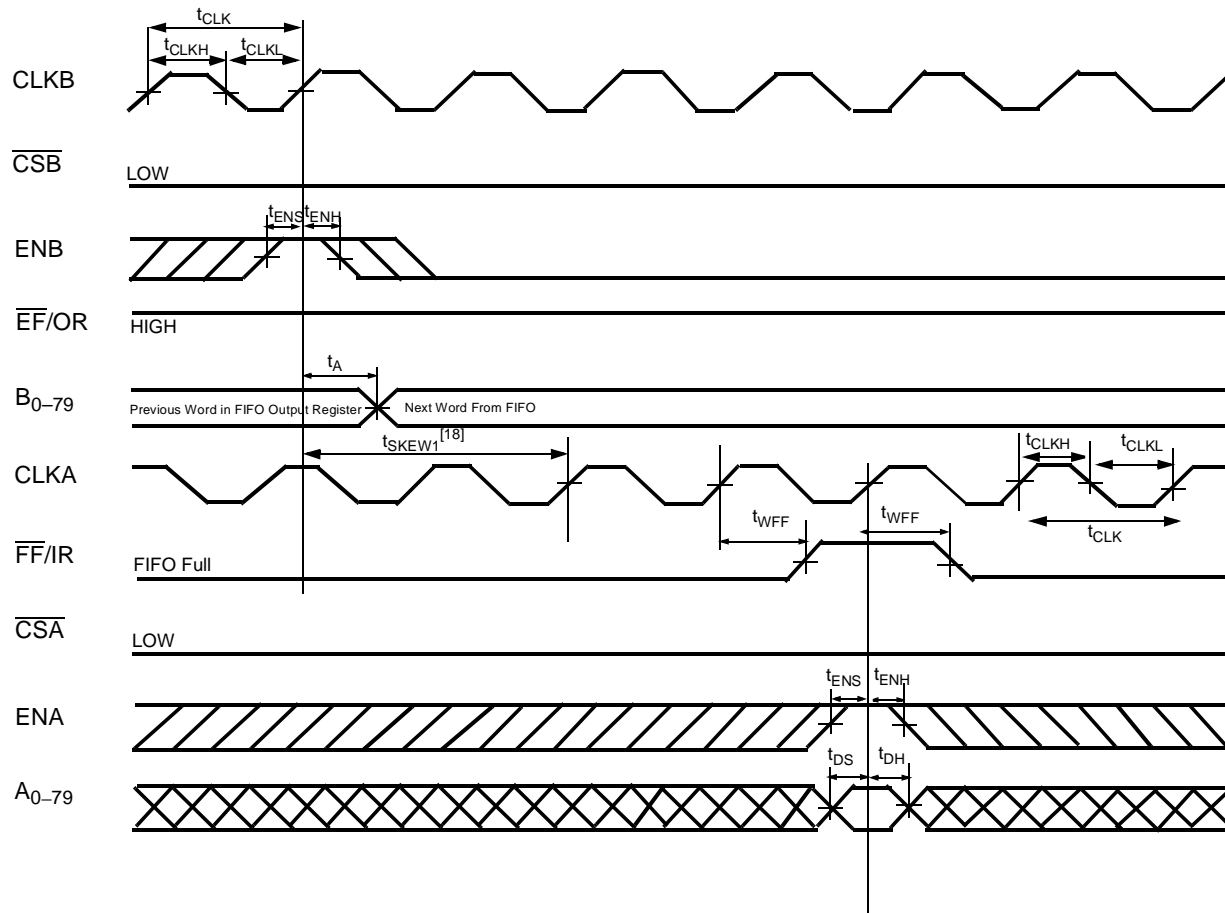 tCLK
tCLKH tCLKL
CLKB
CSB
LOW
tENS tENH
ENB
EF/OR
HIGH
tA
B0–79
Previous Word in FIFO Output Register Next Word From FIFO
tSKEW1[18]
tCLKH tCLKL
CLKA
tWFF tWFF
tCLK
FF/IR
FIFO Full
CSA
LOW
tENS tENH
ENA
tDS tDH
A0–79